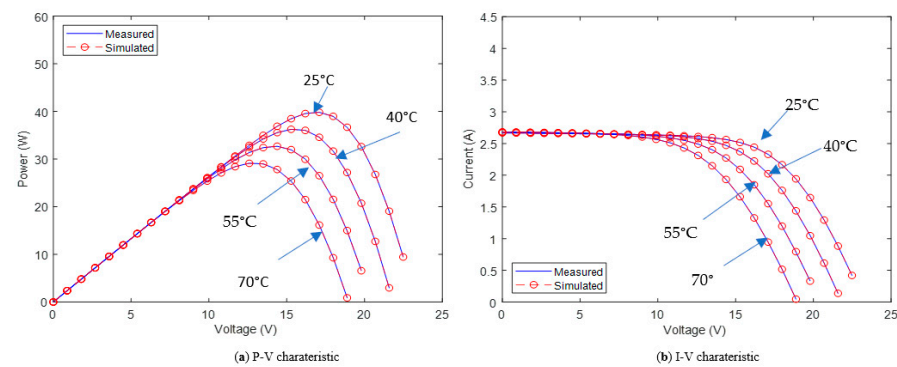 60
50
40
30
20
10
0
Power (W)
Measured
Simulated
25°C
40°C
55°C
70°C
0 5 10 15 20 25
Voltage (V)
(a) P-V charateristic
4.5
4
3.5
3
2.5
2
1.5
1
0.5
0
Current (A)
25°C
40°C
55°C
70°
Measured
Simulated
0 5 10 15 20 25
Voltage (V)
(b) I-V charateristic